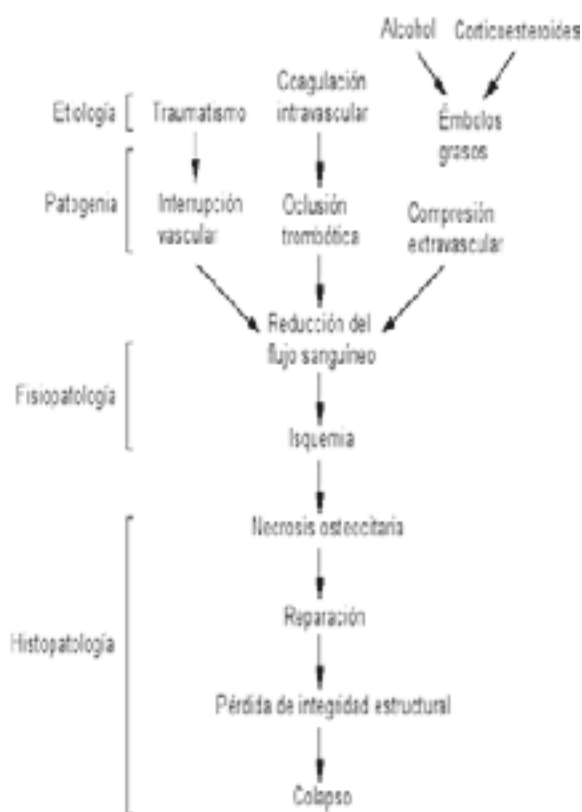 Alcohol Corticoesteroides
Etiología Traumatismo Coagulación
intravascular Émbolos
grasos
Patogenia Interrupción
vascular Oclusión
trombótica Compresión
extravascular
Reducción del
flujo sanguíneo
Fisiopatología
Isquemia
Necrosis osteocitaria
Reparación
Histopatología
Pérdida de integridad estructural
Colapso